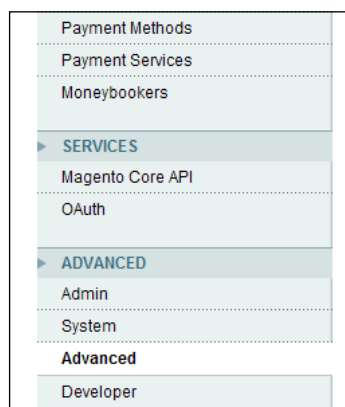 Payment Methods
Payment Services
Moneybookers
SERVICES
Magento Core API
OAuth
ADVANCED
Admin
System
Advanced
Developer